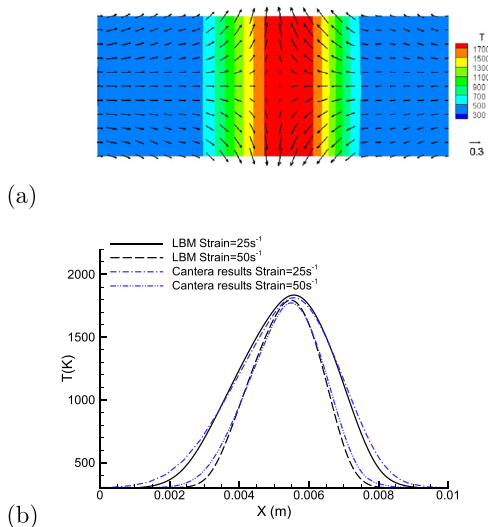 T
1700
1500
1300
1100
900
700
500
300
0.3
(a)
LBM Strain=25s⁻¹
LBM Strain=50s⁻¹
Cantera results Strain=25s⁻¹
Cantera results Strain=50s⁻¹
2000
1500
1000
500
T(K)
0
0.002
0.004
0.006
0.008
0.01
X (m)
(b)